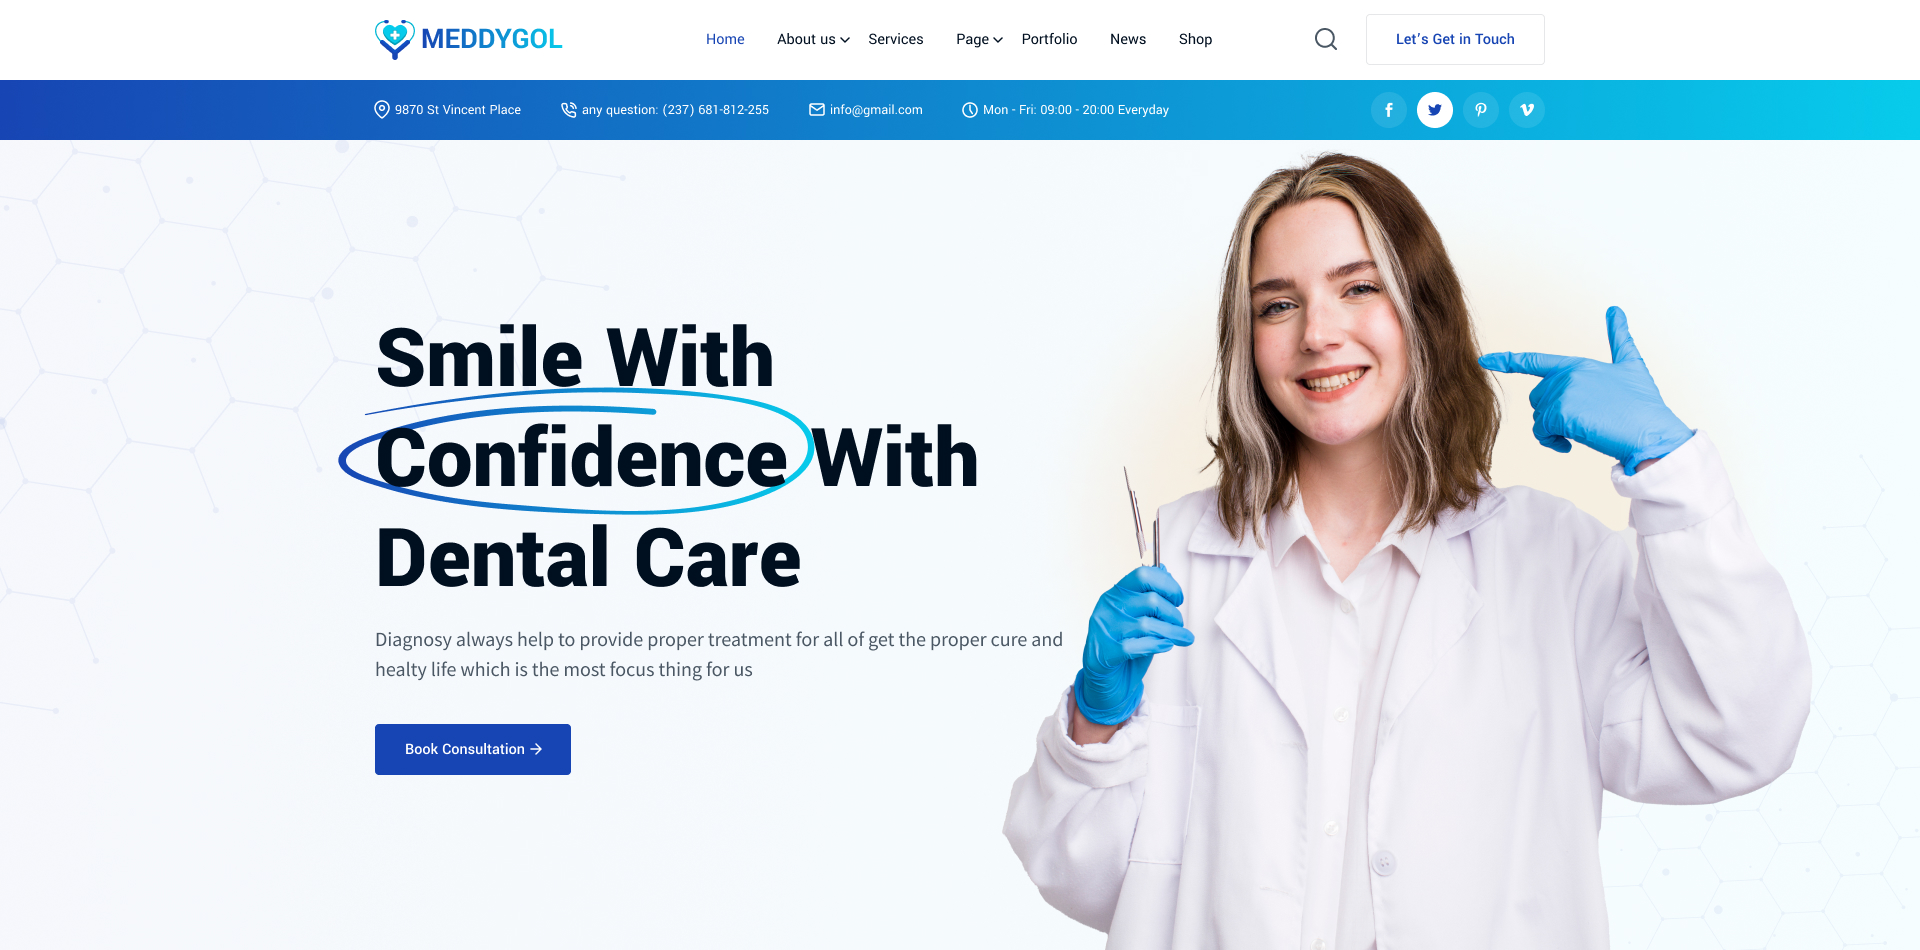 MEDDYGOL
Home About us Services Page Portfolio News Shop
Let's Get in Touch
9870 St Vincent Place
any question: (237) 681-812-255
info@gmail.com
Mon - Fri: 09:00 - 20:00 Everyday
Smile With
Confidence With
Dental Care
Diagnosy always help to provide proper treatment for all of get the proper cure and
healty life which is the most focus thing for us
Book Consultation